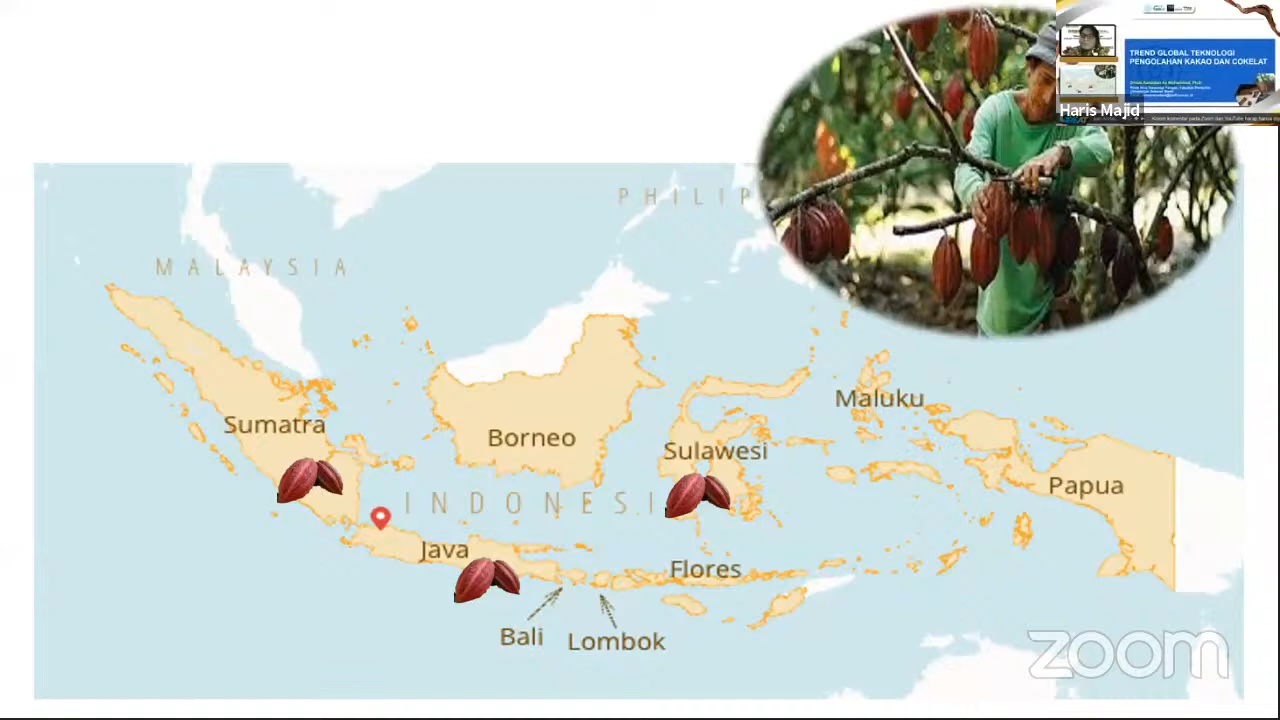 TREND GLOBAL TEKNOLOGI
PENGOLAHAN KAKAO DAN COKELAT
Haris Majid
PHILIP
MALAYSIA
Maluku
Sumatra
Borneo
Sulawesi
Papua
INDONESI
Java
Flores
Bali
Lombok
zoom